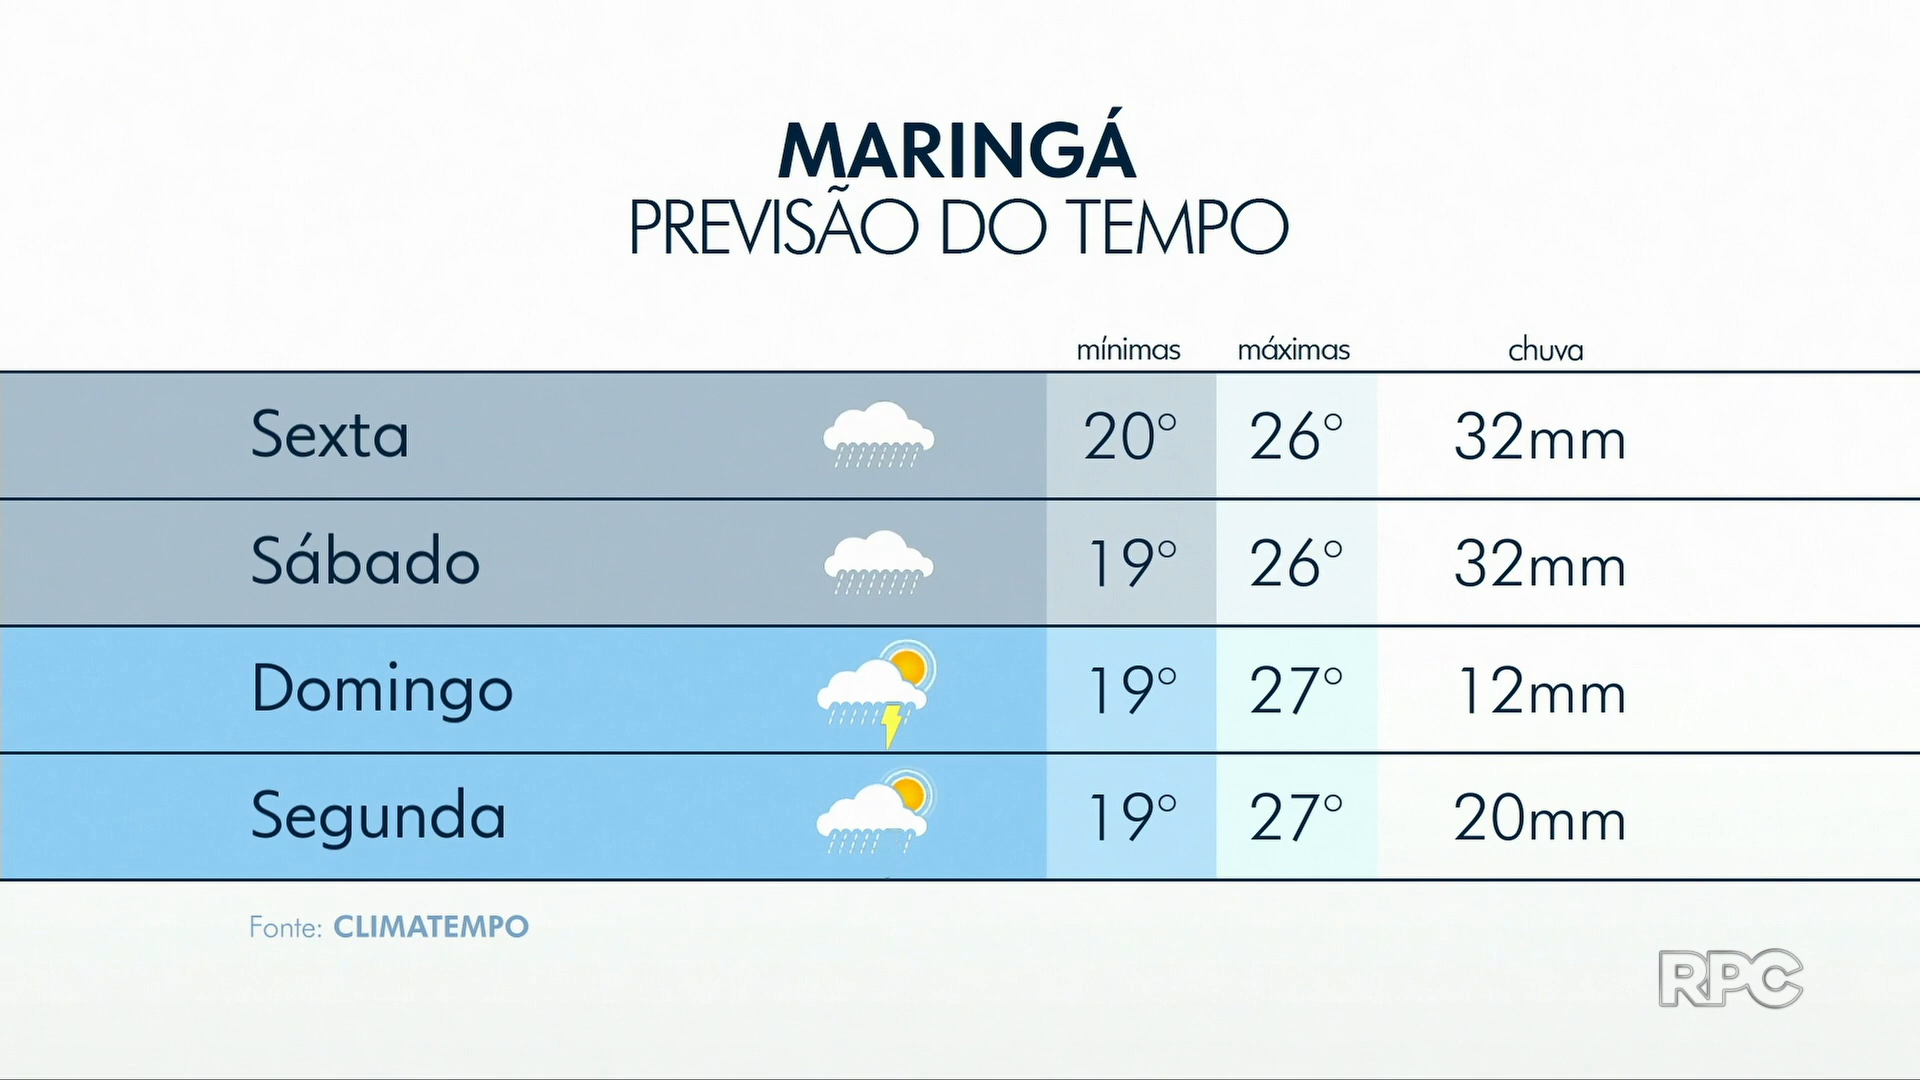 MARINGÁ
PREVISÃO DO TEMPO
mínimas máximas chuva
Sexta 20° 26° 32mm
Sábado 19° 26° 32mm
Domingo 19° 27° 12mm
Segunda 19° 27° 20mm
Fonte: CLIMATEMPO
RPC